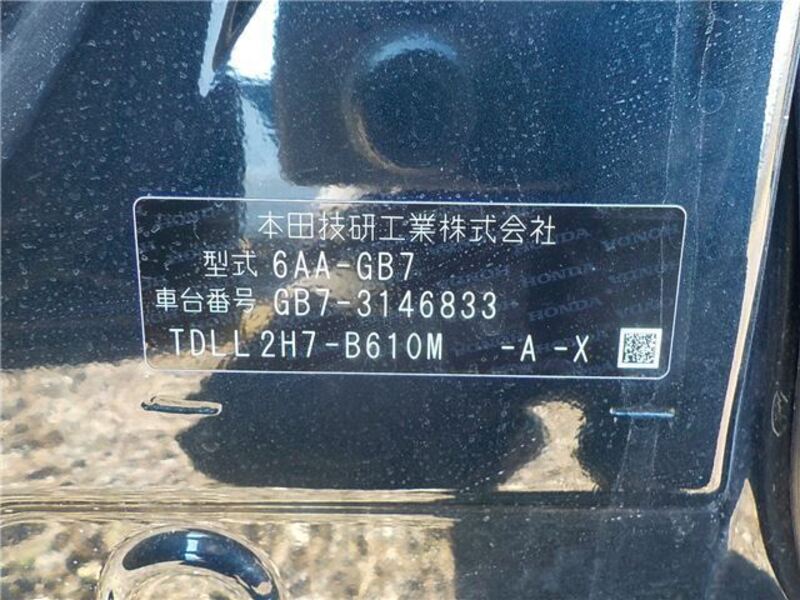 本田技研工業株式会社
型式 6AA-GB7
車台番号 GB7-3146833
TDLL2H7-B610M -A -X